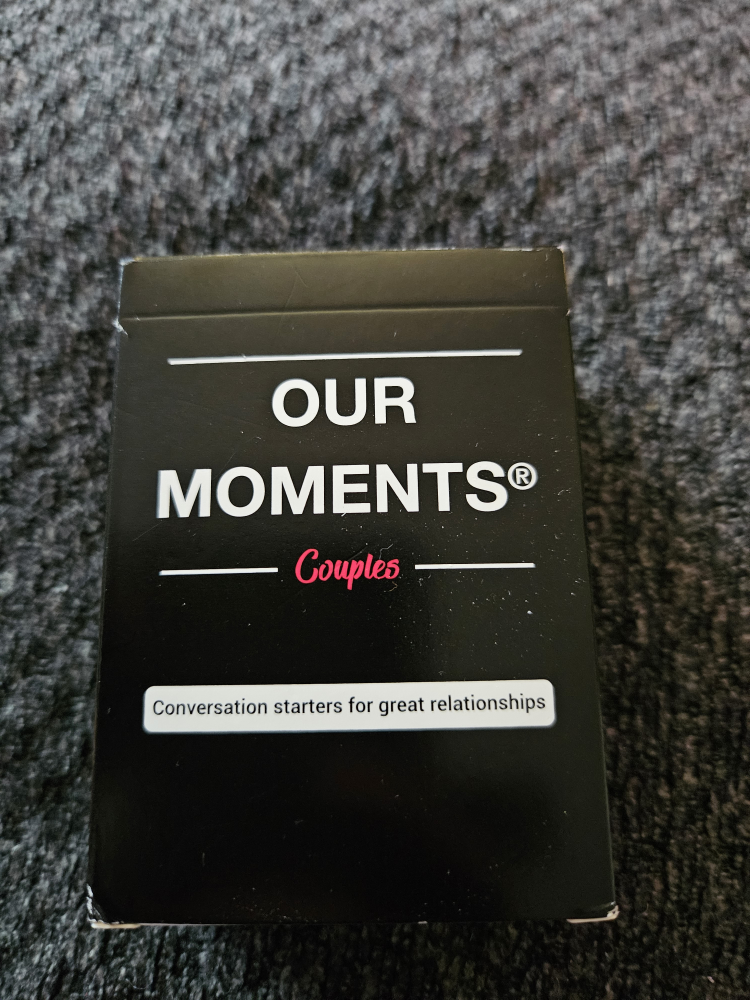 OUR
MOMENTS®
Couples
Conversation starters for great relationships